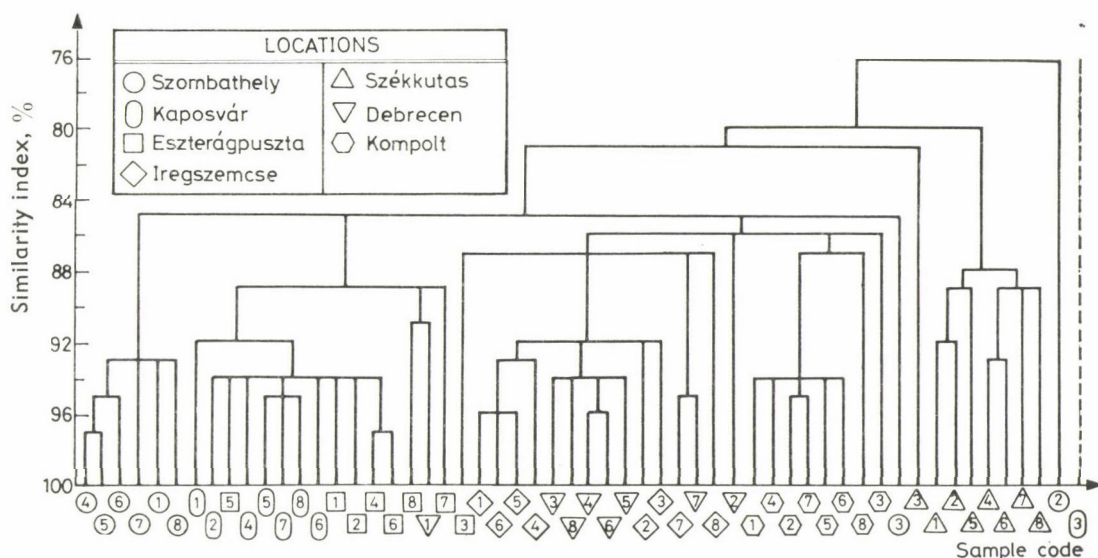 LOCATIONS
Szombathely
Kaposvár
Eszterágpuszta
Iregszemcse
Székkutas
Debrecen
Kompolt
Similarity index, %
76
80
84
88
92
96
100
4 6 1 1 5 5 8 1 4 8 7 1 5 3 4 5 3 7 2 4 7 6 3 3 2 4 7 2
5 7 8 2 4 7 6 2 6 1 3 6 4 8 6 2 7 8 1 2 5 8 3 1 5 6 8 3
Sample code